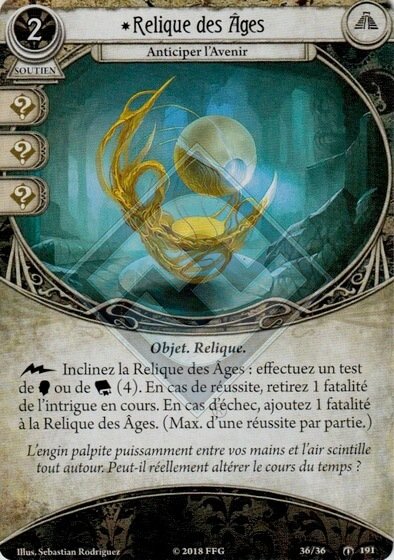 2
Relique des Âges
SOUTIEN
Anticiper l'Avenir
?
?
?
Objet. Relique.
Inclinez la Relique des Âges : effectuez un test
de ou de (4). En cas de réussite, retirez 1 fatalité
de l'intrigue en cours. En cas d'échec, ajoutez 1 fatalité
à la Relique des Âges. (Max. d'une réussite par partie.)
L'engin palpite puissamment entre vos mains et l'air scintille
tout autour. Peut-il réellement altérer le cours du temps ?
Illus. Sebastian Rodriguez
© 2018 FFG
36/36
191